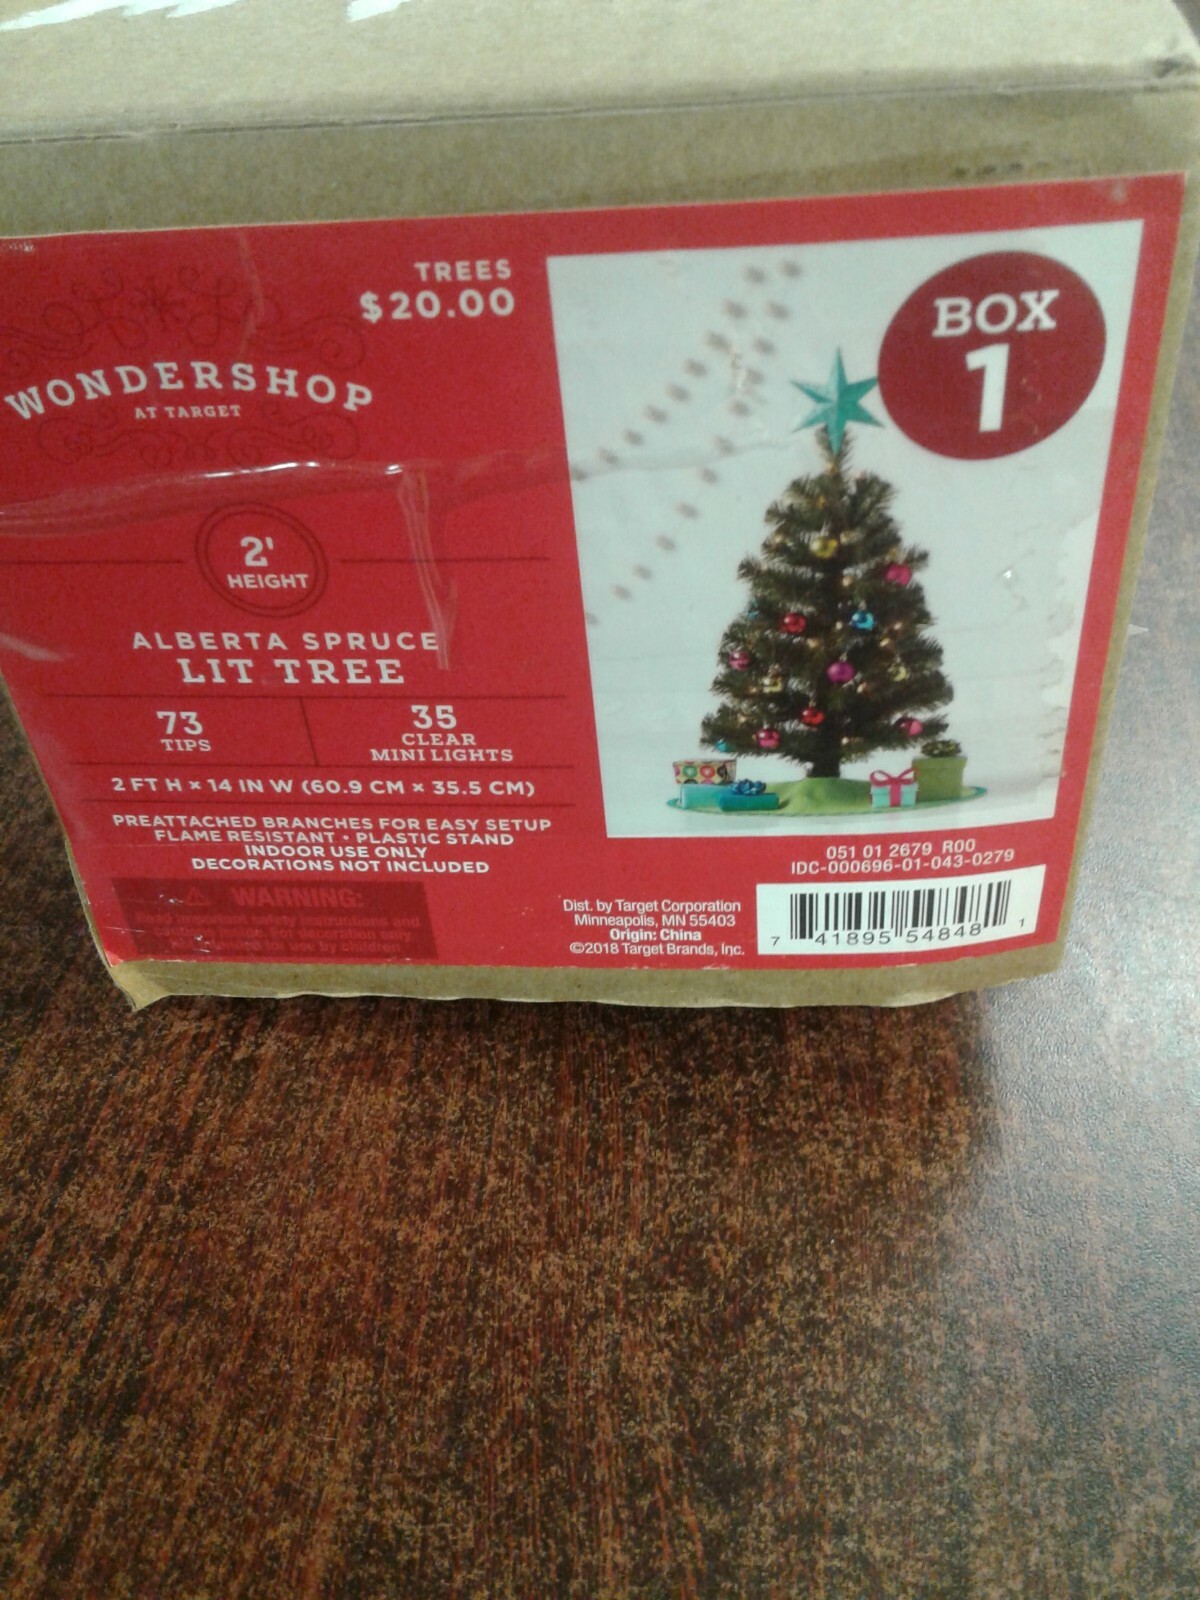 TREES
$20.00
BOX
1
WONDERSHOP
AT TARGET
2'
HEIGHT
ALBERTA SPRUCE
LIT TREE
73
TIPS
35
CLEAR
MINI LIGHTS
2 FT H × 14 IN W (60.9 CM × 35.5 CM)
PREATTACHED BRANCHES FOR EASY SETUP
FLAME RESISTANT • PLASTIC STAND
INDOOR USE ONLY
DECORATIONS NOT INCLUDED
WARNING:
051 01 2679 R00
IDC-000696-01-043-0279
Dist. by Target Corporation
Minneapolis, MN 55403
Origin: China
©2018 Target Brands, Inc.
7 41895 54848 1